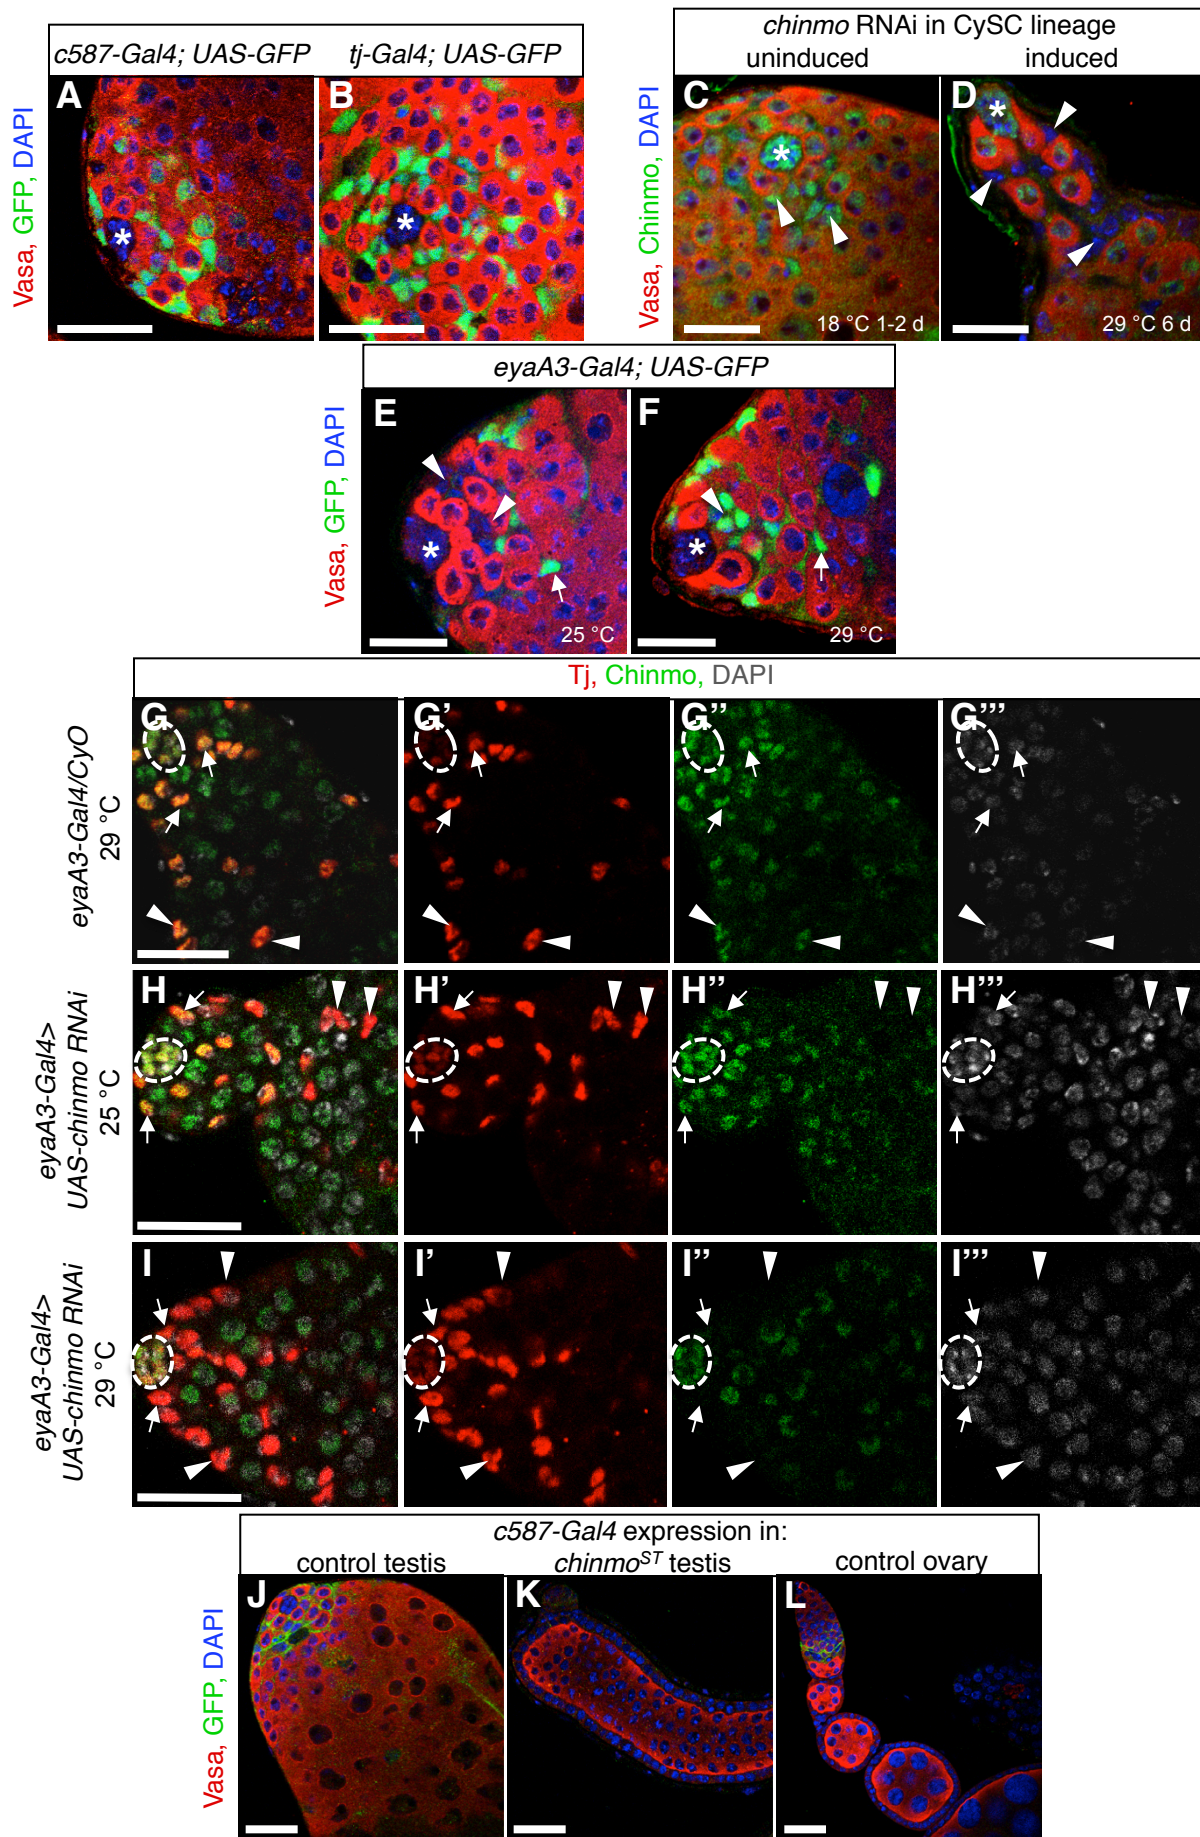 c587-Gal4; UAS-GFP tj-Gal4; UAS-GFP
chinmo RNAi in CySC lineage
uninduced induced
Vasa, GFP, DAPI
A
*
B
*
Vasa, Chinmo, DAPI
C
*
18 °C 1-2 d
D
*
29 °C 6 d
eyaA3-Gal4; UAS-GFP
Vasa, GFP, DAPI
E
*
25 °C
F
*
29 °C
Tj, Chinmo, DAPI
eyaA3-Gal4/CyO
29 °C
G G' G'' G'''
eyaA3-Gal4>
UAS-chinmo RNAi
25 °C
H H' H'' H'''
eyaA3-Gal4>
UAS-chinmo RNAi
29 °C
I I' I'' I'''
c587-Gal4 expression in:
control testis chinmoST testis control ovary
Vasa, GFP, DAPI
J K L